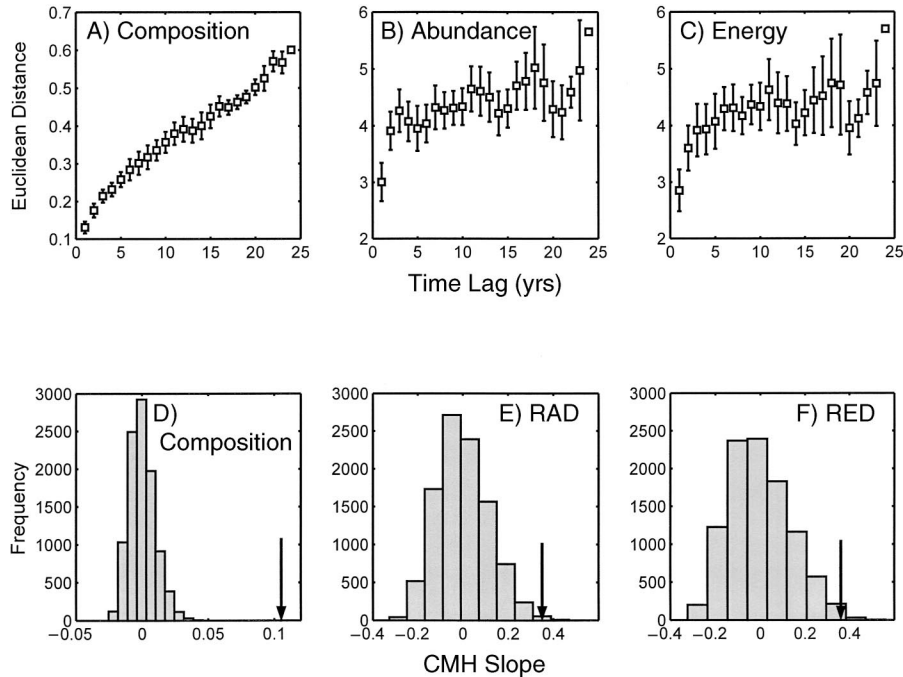 A) Composition
B) Abundance
C) Energy
Euclidean Distance
0.6
0.7
0.5
0.4
0.3
0.2
0.1
0 5 10 15 20 25
6
5
4
3
2
0 5 10 15 20 25
6
5
4
3
2
0 5 10 15 20 25
Time Lag (yrs)
D)
Composition
E) RAD
F) RED
Frequency
3000
2500
2000
1500
1000
500
0
−0.05 0 0.05 0.1
3000
2500
2000
1500
1000
500
0
−0.4 −0.2 0 0.2 0.4
3000
2500
2000
1500
1000
500
0
−0.4 −0.2 0 0.2 0.4
CMH Slope